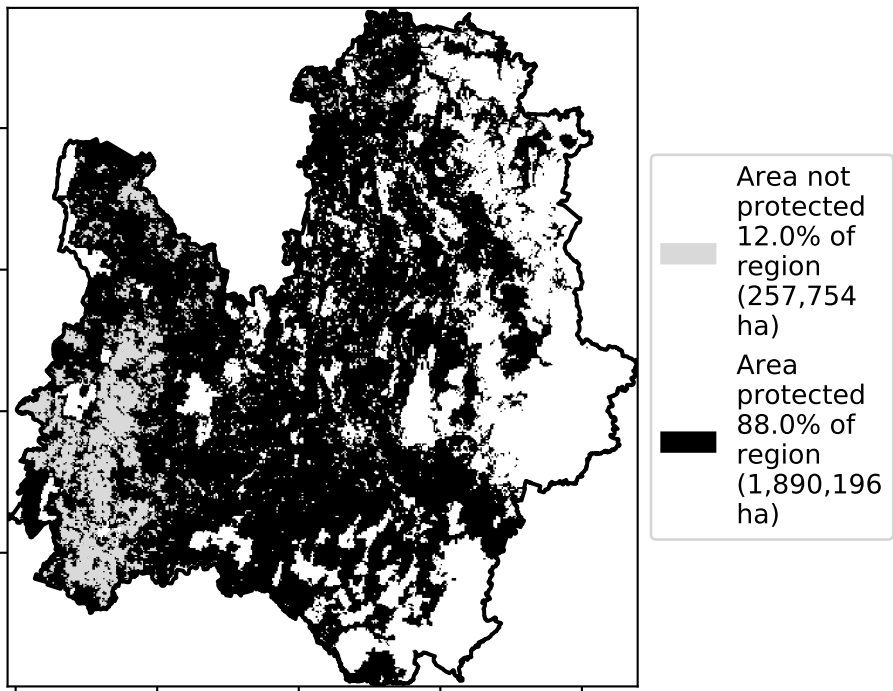 Area not
protected
12.0% of
region
(257,754
ha)
Area
protected
88.0% of
region
(1,890,196
ha)